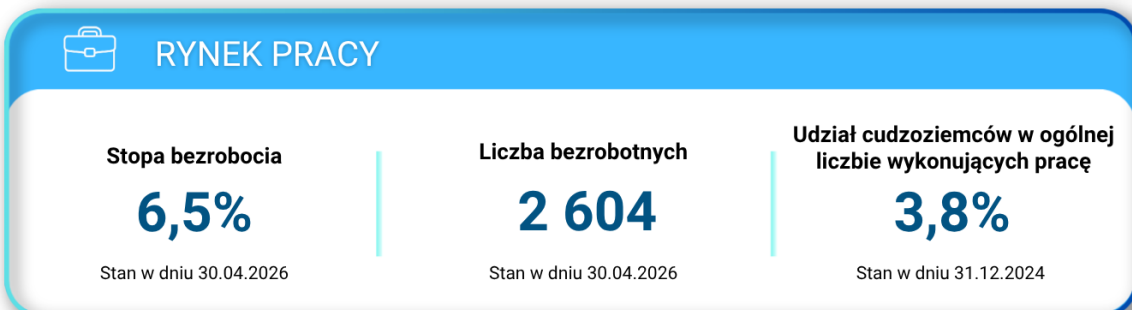 RYNEK PRACY
Stopa bezrobocia
6,5%
Stan w dniu 30.04.2026
Liczba bezrobotnych
2 604
Stan w dniu 30.04.2026
Udział cudzoziemców w ogólnej
liczbie wykonujących pracę
3,8%
Stan w dniu 31.12.2024